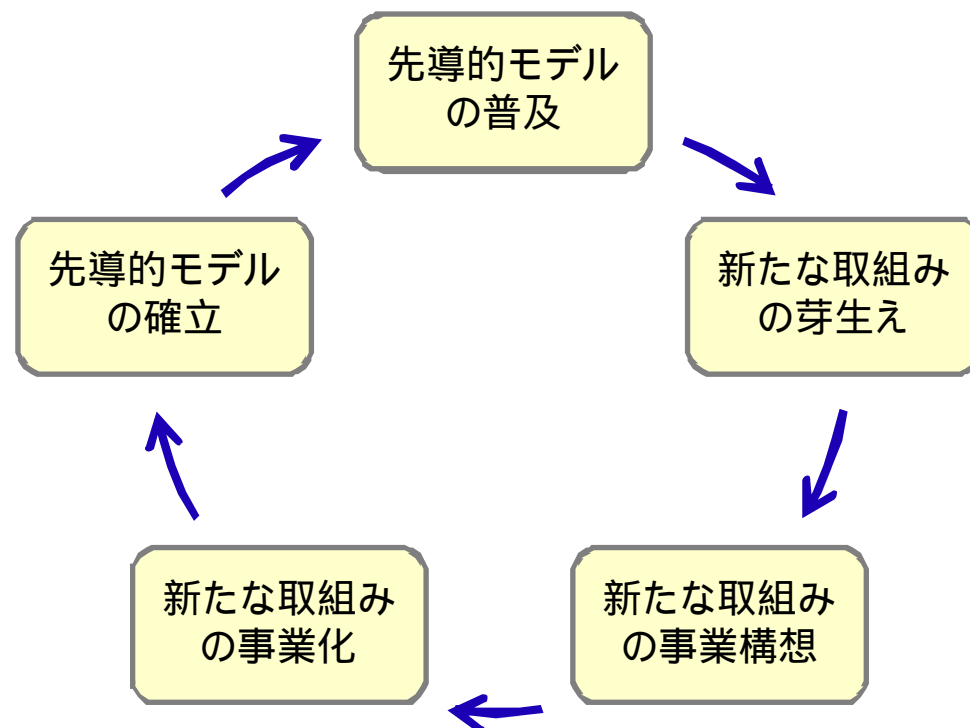 先導的モデル
の普及
新たな取組み
の芽生え
新たな取組み
の事業構想
新たな取組み
の事業化
先導的モデル
の確立